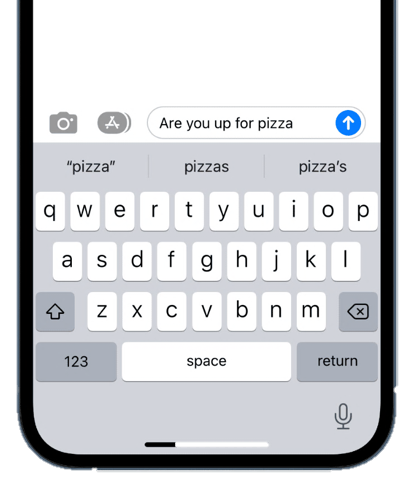 Are you up for pizza
“pizza” pizzas pizza’s
q w e r t y u i o p
a s d f g h j k l
z x c v b n m
123 space return